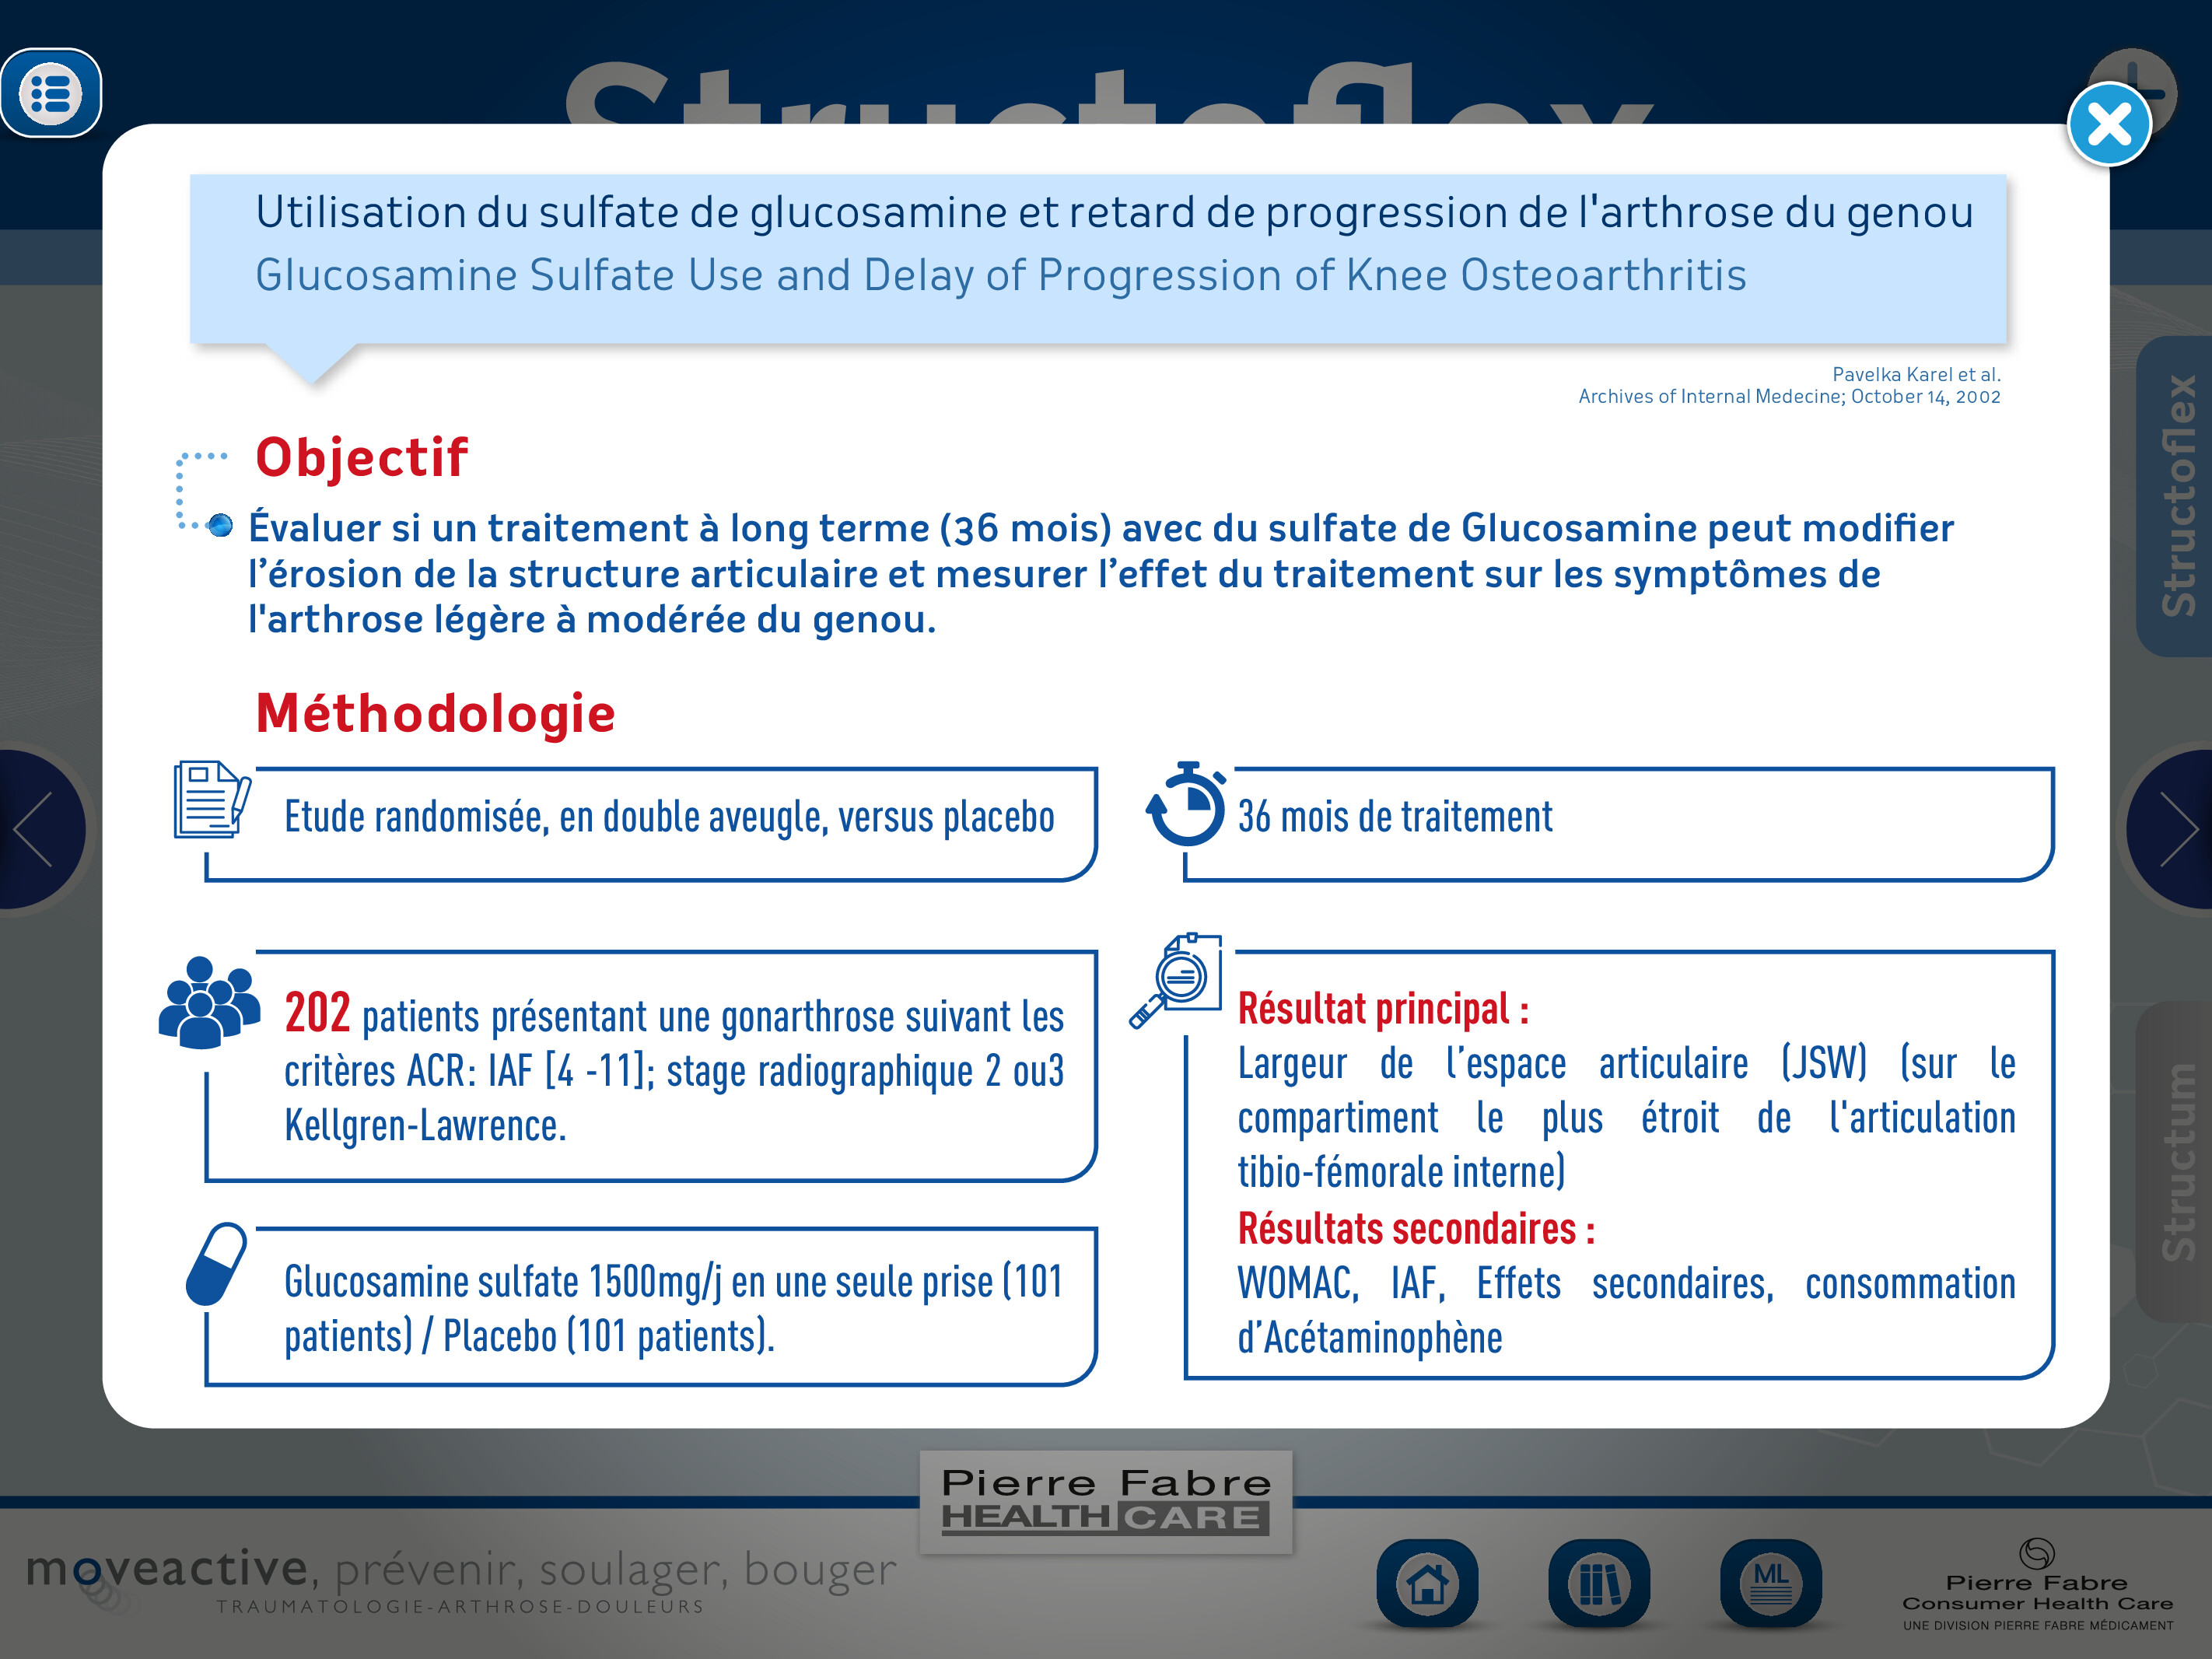 Structoflex
Utilisation du sulfate de glucosamine et retard de progression de l'arthrose du genou
Glucosamine Sulfate Use and Delay of Progression of Knee Osteoarthritis
Pavelka Karel et al.
Archives of Internal Medecine; October 14, 2002
Objectif
Évaluer si un traitement à long terme (36 mois) avec du sulfate de Glucosamine peut modifier
l’érosion de la structure articulaire et mesurer l’effet du traitement sur les symptômes de
l'arthrose légère à modérée du genou.
Méthodologie
Etude randomisée, en double aveugle, versus placebo
36 mois de traitement
202 patients présentant une gonarthrose suivant les
critères ACR: IAF [4 -11]; stage radiographique 2 ou3
Kellgren-Lawrence.
Glucosamine sulfate 1500mg/j en une seule prise (101
patients) / Placebo (101 patients).
Résultat principal :
Largeur de l’espace articulaire (JSW) (sur le
compartiment le plus étroit de l'articulation
tibio-fémorale interne)
Résultats secondaires :
WOMAC, IAF, Effets secondaires, consommation
d’Acétaminophène
Structoflex
Structum
Pierre Fabre
HEALTH CARE
moveactive, prévenir, soulager, bouger
TRAUMATOLOGIE-ARTHROSE-DOULEURS
ML
Pierre Fabre
Consumer Health Care
UNE DIVISION PIERRE FABRE MÉDICAMENT